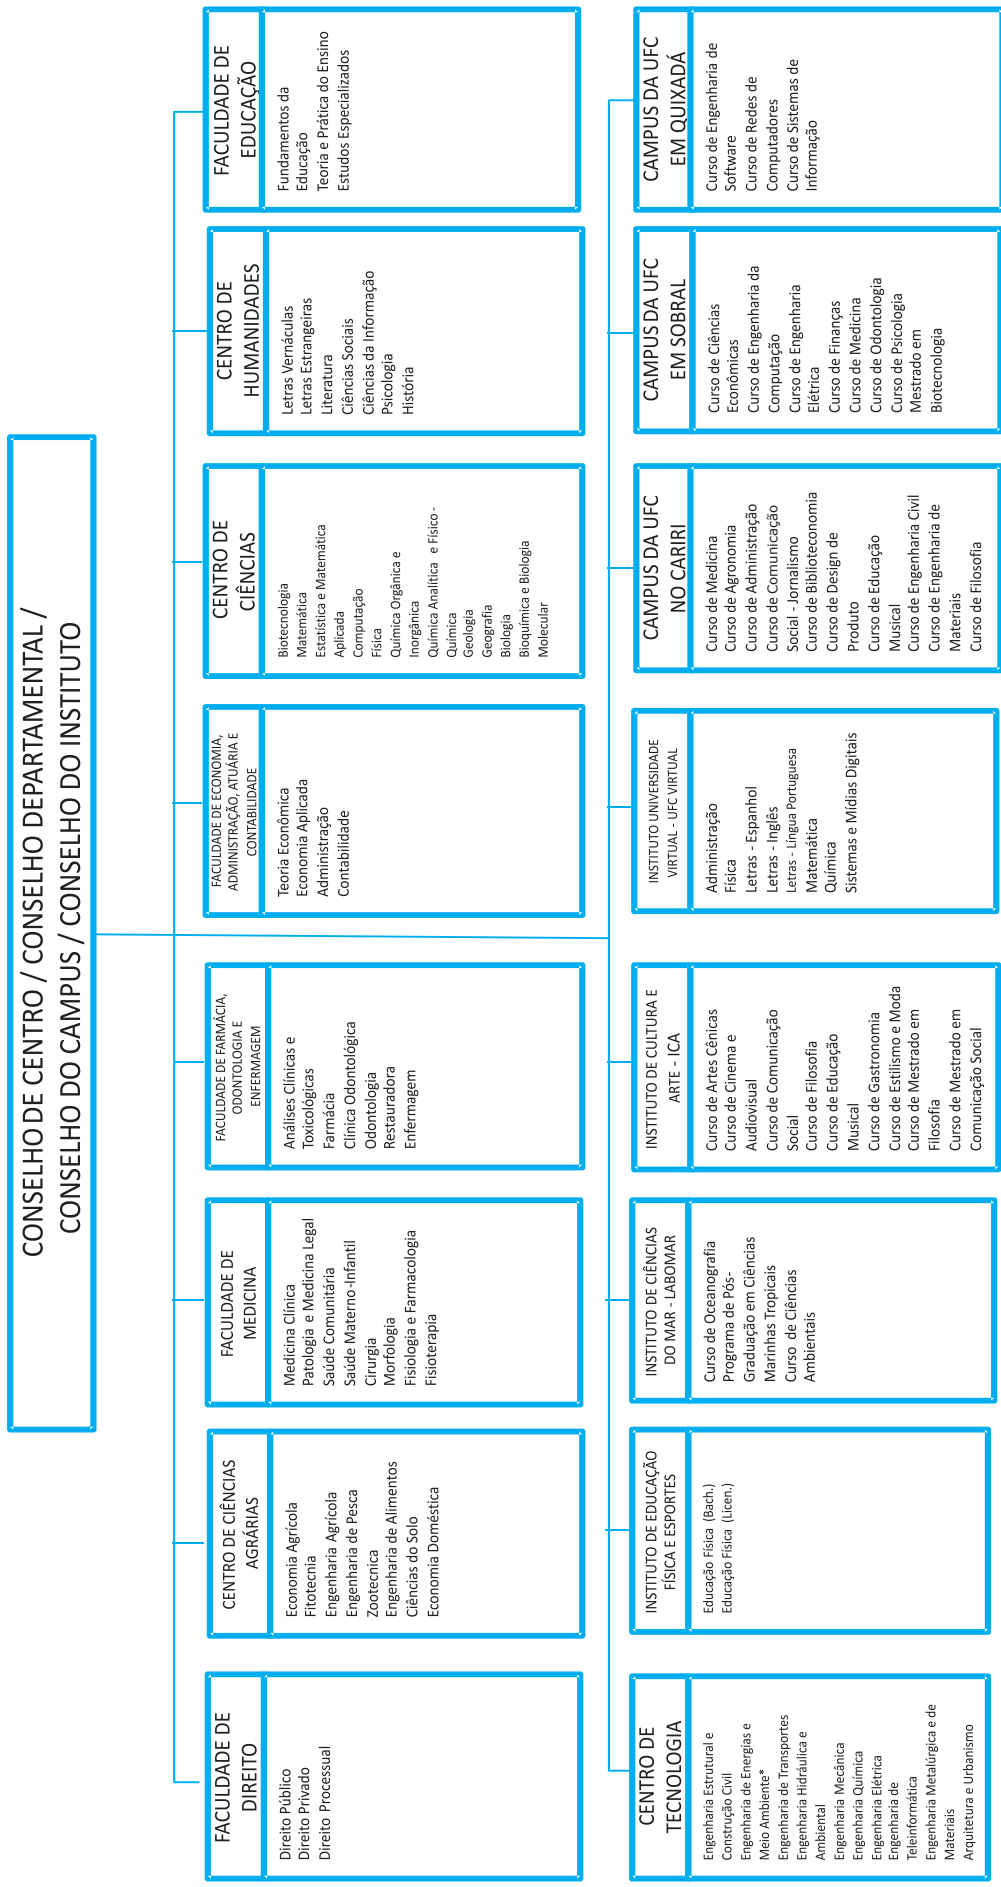 CONSELHO DE CENTRO / CONSELHO DEPARTAMENTAL /
CONSELHO DO CAMPUS / CONSELHO DO INSTITUTO
FACULDADE DE
DIREITO
Direito Público
Direito Privado
Direito Processual
CENTRO DE CIÊNCIAS
AGRÁRIAS
Economia Agrícola
Fitotecnia
Engenharia Agrícola
Engenharia de Pesca
Zootecnica
Engenharia de Alimentos
Ciências do Solo
Economia Doméstica
FACULDADE DE
MEDICINA
Medicina Clínica
Patologia e Medicina Legal
Saúde Comunitária
Saúde Materno-Infantil
Cirurgia
Morfologia
Fisiologia e Farmacologia
Fisioterapia
FACULDADE DE FARMÁCIA,
ODONTOLOGIA E
ENFERMAGEM
Análises Clínicas e
Toxicológicas
Farmácia
Clínica Odontológica
Odontologia
Restauradora
Enfermagem
FACULDADE DE ECONOMIA,
ADMINISTRAÇÃO, ATUÁRIA E
CONTABILIDADE
Teoria Econômica
Economia Aplicada
Administração
Contabilidade
CENTRO DE
CIÊNCIAS
Biotecnologia
Matemática
Estatística e Matemática
Aplicada
Computação
Física
Química Orgânica e
Inorgânica
Química Analítica e Físico -
Química
Geologia
Geografia
Biologia
Bioquímica e Biologia
Molecular
CENTRO DE
HUMANIDADES
Letras Vernáculas
Letras Estrangeiras
Literatura
Ciências Sociais
Ciências da Informação
Psicologia
História
FACULDADE DE
EDUCAÇÃO
Fundamentos da
Educação
Teoria e Prática do Ensino
Estudos Especializados
CENTRO DE
TECNOLOGIA
Engenharia Estrutural e
Construção Civil
Engenharia de Energias e
Meio Ambiente*
Engenharia de Transportes
Engenharia Hidráulica e
Ambiental
Engenharia Mecânica
Engenharia Química
Engenharia Elétrica
Engenharia de
Teleinformática
Engenharia Metalúrgica e de
Materiais
Arquitetura e Urbanismo
INSTITUTO DE EDUCAÇÃO
FÍSICA E ESPORTES
Educação Física (Bach.)
Educação Física (Licen.)
INSTITUTO DE CIÊNCIAS
DO MAR - LABOMAR
Curso de Oceanografia
Programa de Pós-
Graduação em Ciências
Marinhas Tropicais
Curso de Ciências
Ambientais
INSTITUTO DE CULTURA E
ARTE - ICA
Curso de Artes Cênicas
Curso de Cinema e
Audiovisual
Curso de Comunicação
Social
Curso de Filosofia
Curso de Educação
Musical
Curso de Gastronomia
Curso de Estilismo e Moda
Curso de Mestrado em
Filosofia
Curso de Mestrado em
Comunicação Social
INSTITUTO UNIVERSIDADE
VIRTUAL - UFC VIRTUAL
Administração
Física
Letras - Espanhol
Letras - Inglês
Letras - Língua Portuguesa
Matemática
Química
Sistemas e Mídias Digitais
CAMPUS DA UFC
NO CARIRI
Curso de Medicina
Curso de Agronomia
Curso de Administração
Curso de Comunicação
Social - Jornalismo
Curso de Biblioteconomia
Curso de Design de
Produto
Curso de Educação
Musical
Curso de Engenharia Civil
Curso de Engenharia de
Materiais
Curso de Filosofia
CAMPUS DA UFC
EM SOBRAL
Curso de Ciências
Econômicas
Curso de Engenharia da
Computação
Curso de Engenharia
Elétrica
Curso de Finanças
Curso de Medicina
Curso de Odontologia
Curso de Psicologia
Mestrado em
Biotecnologia
CAMPUS DA UFC
EM QUIXADÁ
Curso de Engenharia de
Software
Curso de Redes de
Computadores
Curso de Sistemas de
Informação